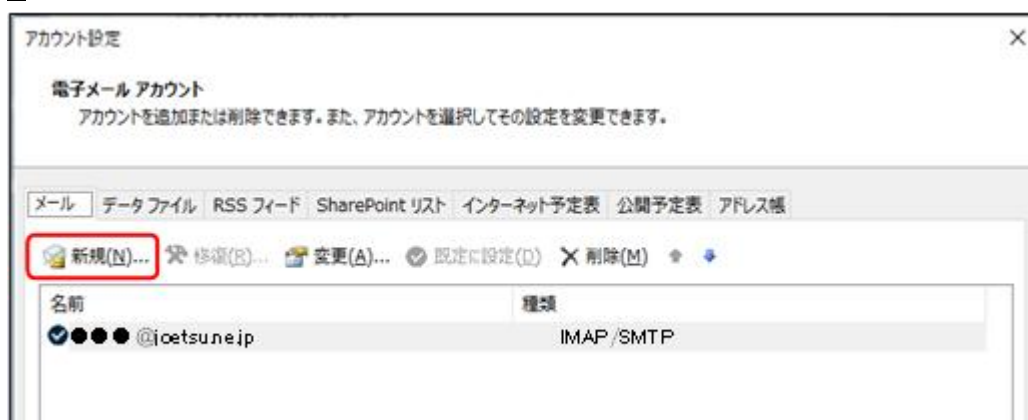 アカウント設定
電子メール アカウント
アカウントを追加または削除できます。また、アカウントを選択してその設定を変更できます。
メール データ ファイル RSS フィード SharePoint リスト インターネット予定表 公開予定表 アドレス帳
新規(N)... 修復(R)... 変更(A)... 既定に設定(D) 削除(M)
名前 種類
●●●@joetsune.jp IMAP/SMTP